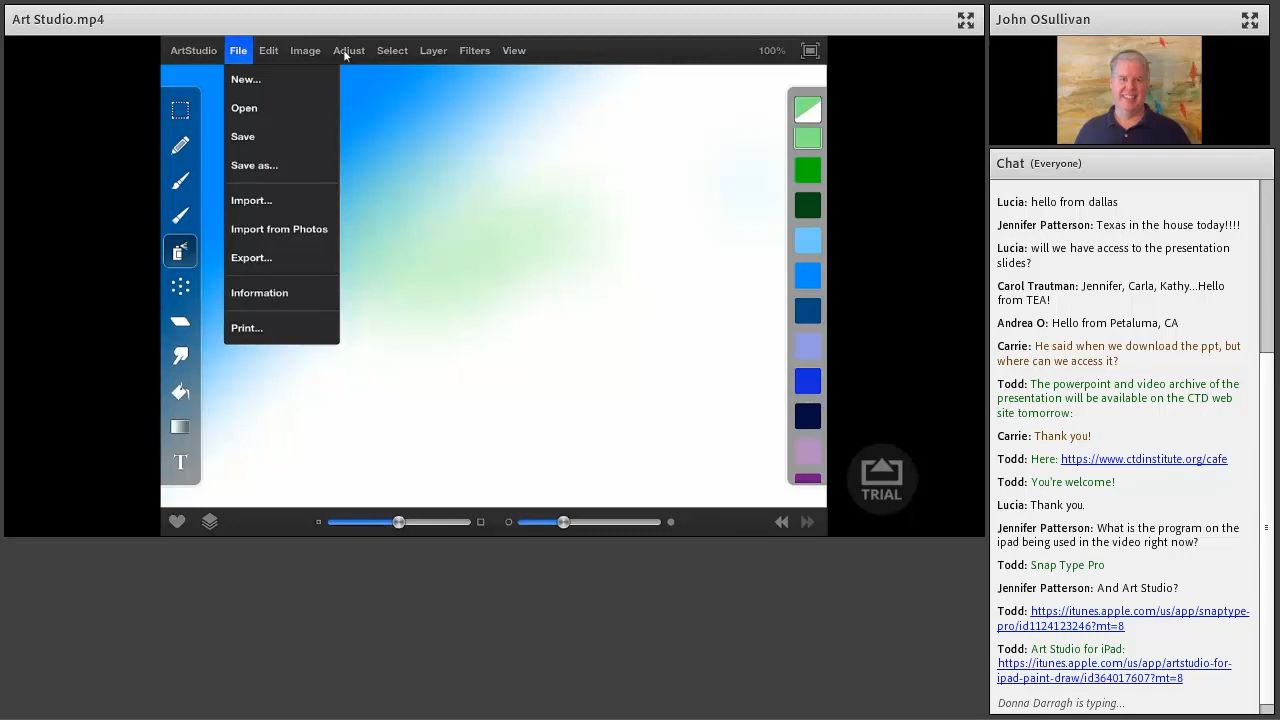 Art Studio.mp4
ArtStudio File Edit Image Adjust Select Layer Filters View 100%
New...
Open
Save
Save as...
Import...
Import from Photos
Export...
Information
Print...
T
TRIAL
John OSullivan
Chat (Everyone)
Lucia: hello from dallas
Jennifer Patterson: Texas in the house today!!!!
Lucia: will we have access to the presentation
slides?
Carol Trautman: Jennifer, Carla, Kathy...Hello
from TEA!
Andrea O: Hello from Petaluma, CA
Carrie: He said when we download the ppt, but
where can we access it?
Todd: The powerpoint and video archive of the
presentation will be available on the CTD web
site tomorrow:
Carrie: Thank you!
Todd: Here: https://www.ctdinstitute.org/cafe
Todd: You're welcome!
Lucia: Thank you.
Jennifer Patterson: What is the program on the
ipad being used in the video right now?
Todd: Snap Type Pro
Jennifer Patterson: And Art Studio?
Todd: https://itunes.apple.com/us/app/snaptype-
pro/id1124123246?mt=8
Todd: Art Studio for iPad:
https://itunes.apple.com/us/app/artstudio-for-
ipad-paint-draw/id364017607?mt=8
Donna Darragh is typing...